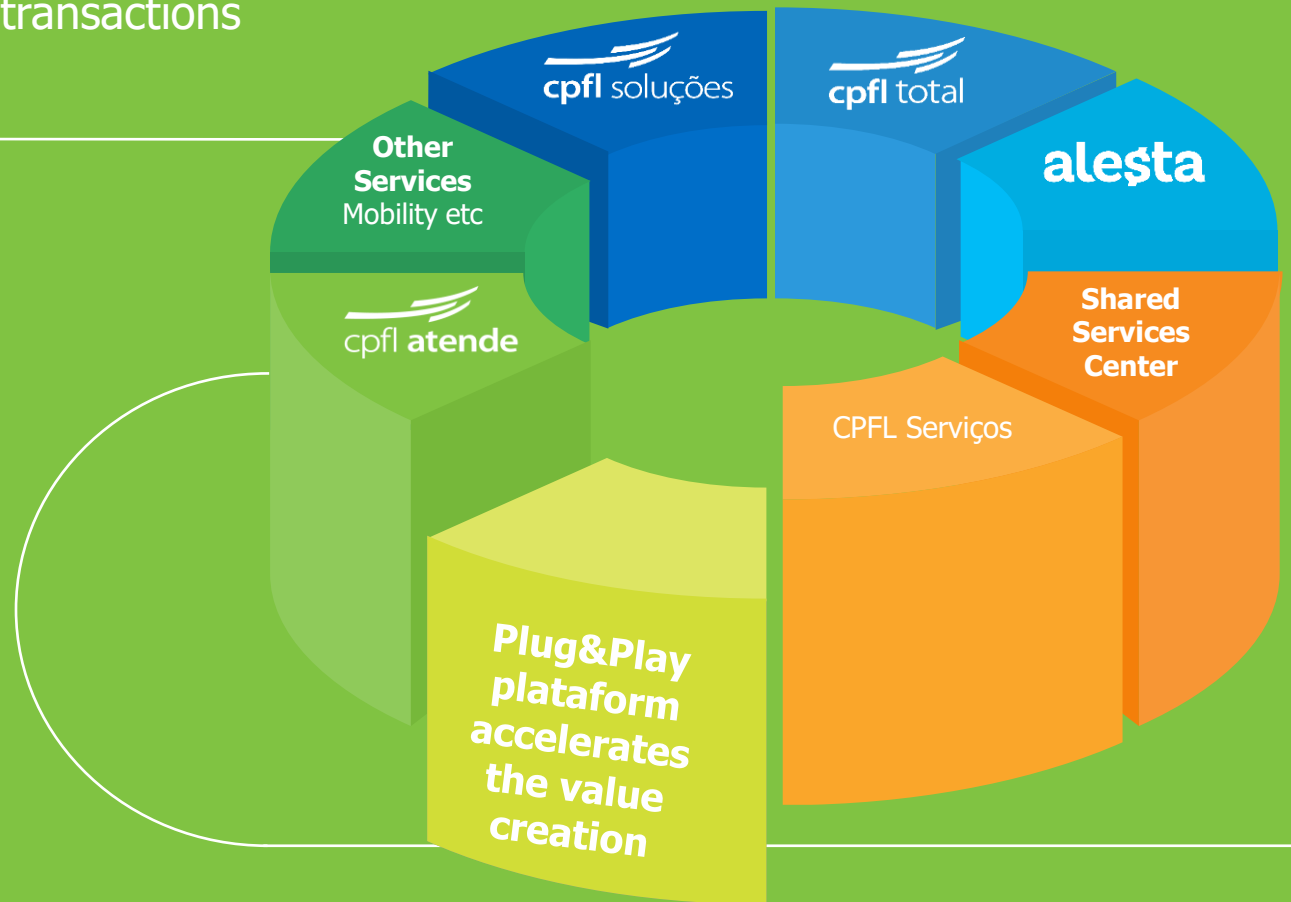 transactions
cpfl soluções
cpfl total
Other
Services
Mobility etc
alesta
cpfl atende
Shared
Services
Center
CPFL Serviços
Plug&Play
plataform
accelerates
the value
creation